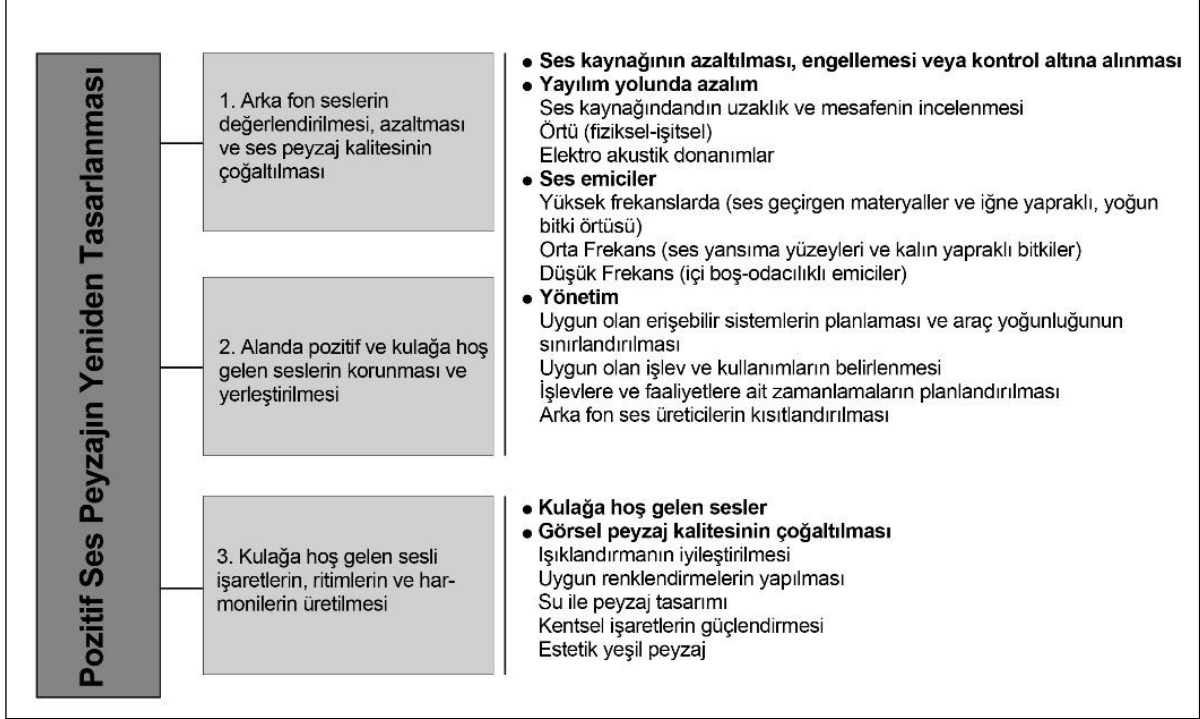 Pozitif Ses Peyzajın Yeniden Tasarlanması
1. Arka fon seslerin
değerlendirilmesi, azaltması
ve ses peyzaj kalitesinin
çoğaltılması
2. Alanda pozitif ve kulağa hoş
gelen seslerin korunması ve
yerleştirilmesi
3. Kulağa hoş gelen sesli
işaretlerin, ritimlerin ve har-
monilerin üretilmesi
● Ses kaynağının azaltılması, engellemesi veya kontrol altına alınması
● Yayılım yolunda azalım
Ses kaynağındandın uzaklık ve mesafenin incelenmesi
Örtü (fiziksel-işitsel)
Elektro akustik donanımlar
● Ses emiciler
Yüksek frekanslarda (ses geçirgen materyaller ve iğne yapraklı, yoğun
bitki örtüsü)
Orta Frekans (ses yansıma yüzeyleri ve kalın yapraklı bitkiler)
Düşük Frekans (içi boş-odacılıklı emiciler)
● Yönetim
Uygun olan erişebilir sistemlerin planlaması ve araç yoğunluğunun
sınırlandırılması
Uygun olan işlev ve kullanımların belirlenmesi
İşlevlere ve faaliyetlere ait zamanlamaların planlandırılması
Arka fon ses üreticilerin kısıtlandırılması
● Kulağa hoş gelen sesler
● Görsel peyzaj kalitesinin çoğaltılması
Işıklandırmanın iyileştirilmesi
Uygun renklendirmelerin yapılması
Su ile peyzaj tasarımı
Kentsel işaretlerin güçlendirmesi
Estetik yeşil peyzaj